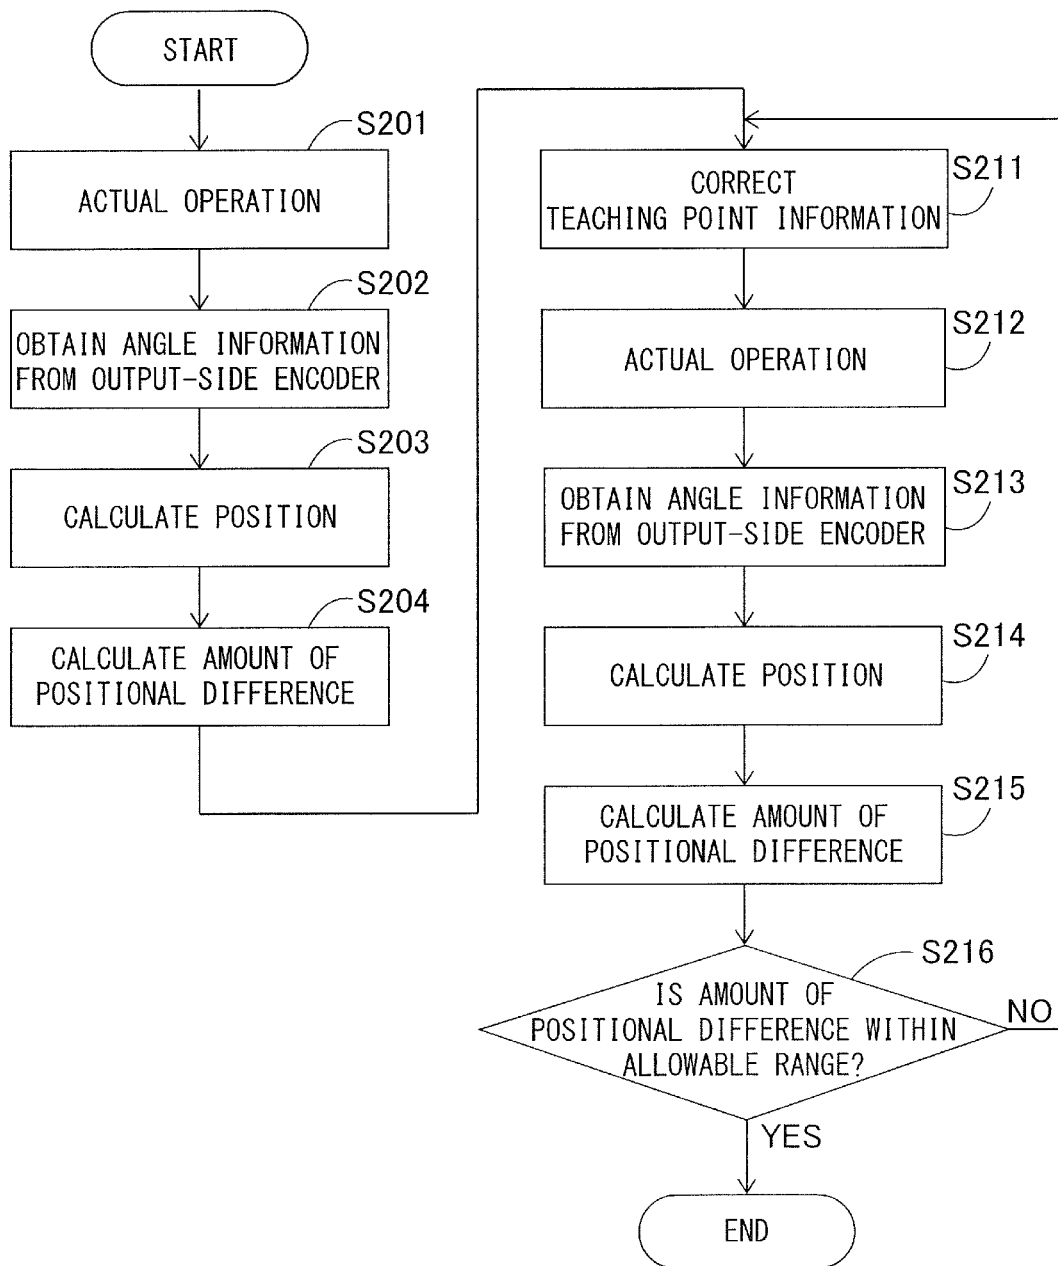 START
S201
ACTUAL OPERATION
S202
OBTAIN ANGLE INFORMATION
FROM OUTPUT-SIDE ENCODER
S203
CALCULATE POSITION
S204
CALCULATE AMOUNT OF
POSITIONAL DIFFERENCE
S211
CORRECT
TEACHING POINT INFORMATION
S212
ACTUAL OPERATION
S213
OBTAIN ANGLE INFORMATION
FROM OUTPUT-SIDE ENCODER
S214
CALCULATE POSITION
S215
CALCULATE AMOUNT OF
POSITIONAL DIFFERENCE
S216
IS AMOUNT OF
POSITIONAL DIFFERENCE WITHIN
ALLOWABLE RANGE?
NO
YES
END